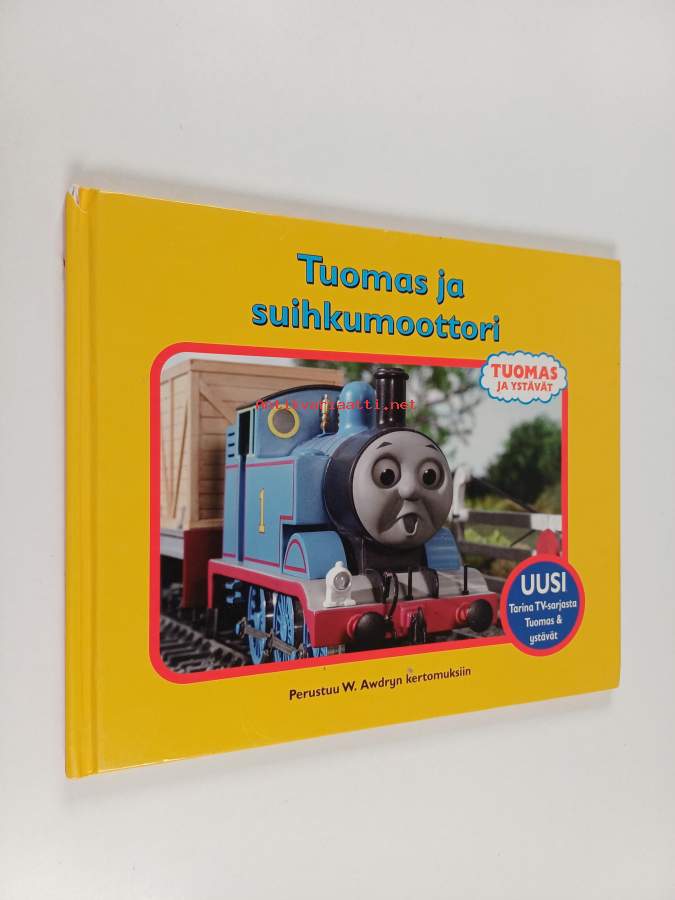 Tuomas ja
suihkumoottori
TUOMAS
JA YSTÄVÄT
Antikvariaatti.net
1
UUSI
Tarina TV-sarjasta
Tuomas &
ystävät
Perustuu W. Awdryn kertomuksiin